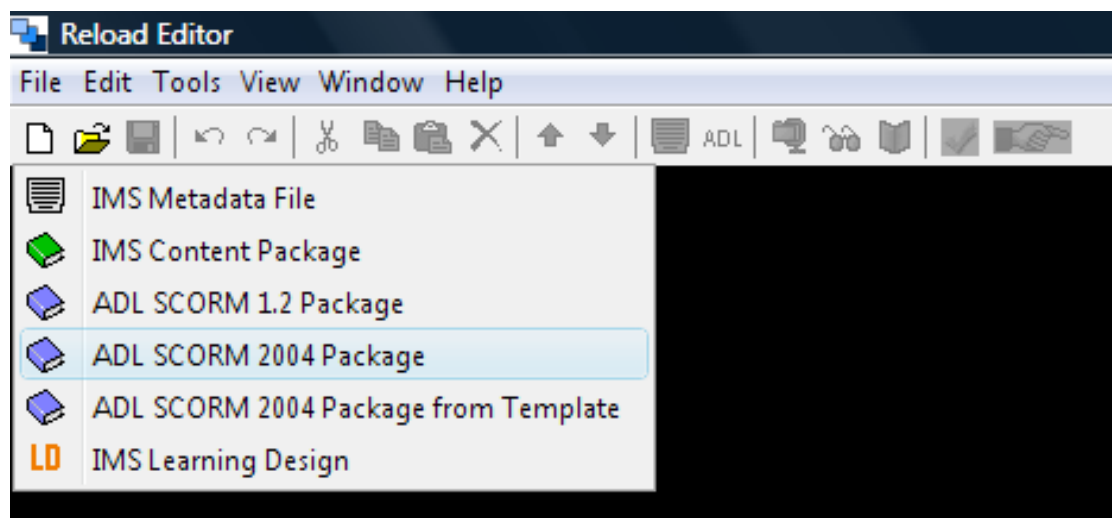 Reload Editor
File Edit Tools View Window Help
ADL
IMS Metadata File
IMS Content Package
ADL SCORM 1.2 Package
ADL SCORM 2004 Package
ADL SCORM 2004 Package from Template
LD IMS Learning Design